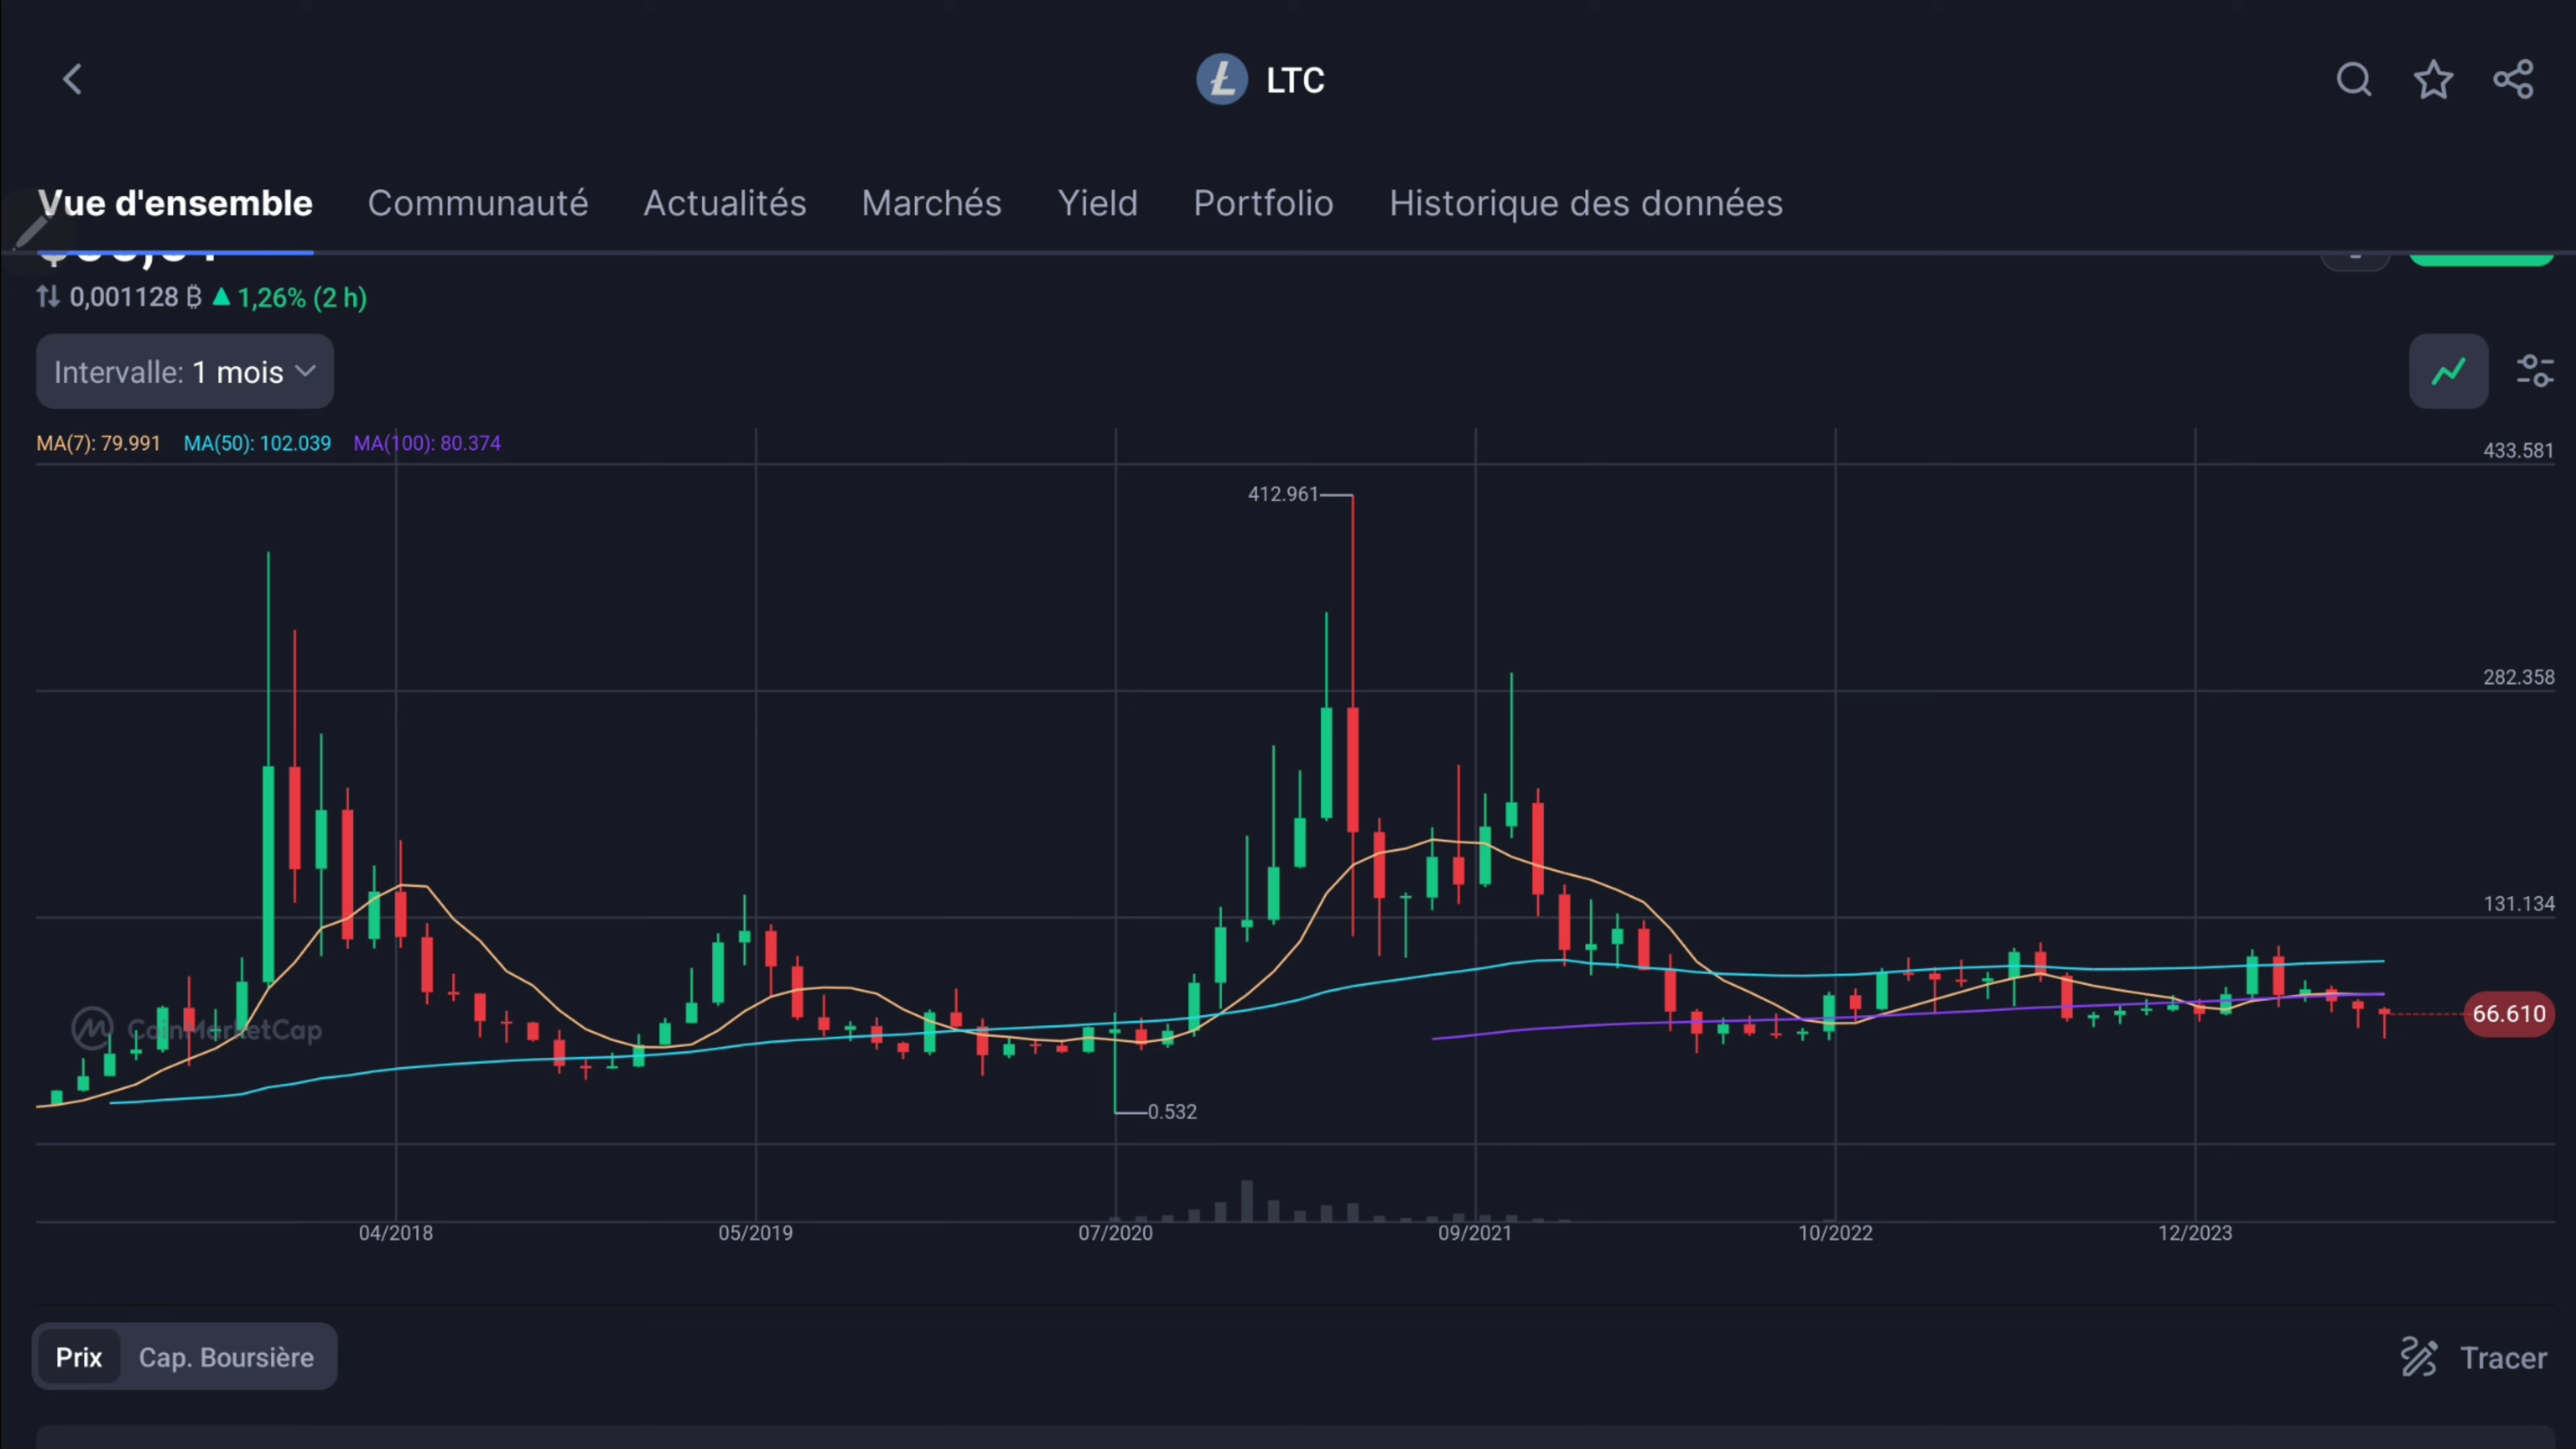 LTC
Vue d'ensemble Communauté Actualités Marchés Yield Portfolio Historique des données
0,001128 ₿ ▲ 1,26% (2 h)
Intervalle: 1 mois
MA(7): 79.991 MA(50): 102.039 MA(100): 80.374
433.581
412.961
282.358
131.134
66.610
CoinMarketCap
0.532
04/2018 05/2019 07/2020 09/2021 10/2022 12/2023
Prix Cap. Boursière Tracer